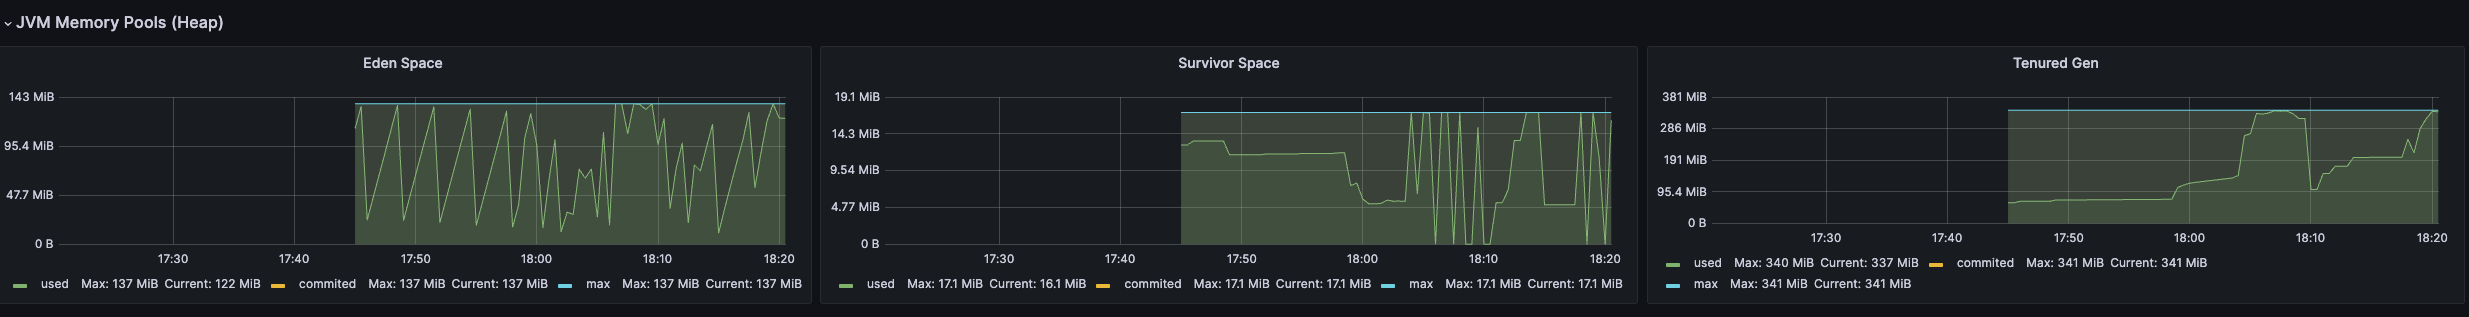 JVM Memory Pools (Heap)
Eden Space
143 MiB
95.4 MiB
47.7 MiB
0 B
17:30 17:40 17:50 18:00 18:10 18:20
used Max: 137 MiB Current: 122 MiB commited Max: 137 MiB Current: 137 MiB max Max: 137 MiB Current: 137 MiB
Survivor Space
19.1 MiB
14.3 MiB
9.54 MiB
4.77 MiB
0 B
17:30 17:40 17:50 18:00 18:10 18:20
used Max: 17.1 MiB Current: 16.1 MiB commited Max: 17.1 MiB Current: 17.1 MiB max Max: 17.1 MiB Current: 17.1 MiB
Tenured Gen
381 MiB
286 MiB
191 MiB
95.4 MiB
0 B
17:30 17:40 17:50 18:00 18:10 18:20
used Max: 340 MiB Current: 337 MiB commited Max: 341 MiB Current: 341 MiB
max Max: 341 MiB Current: 341 MiB